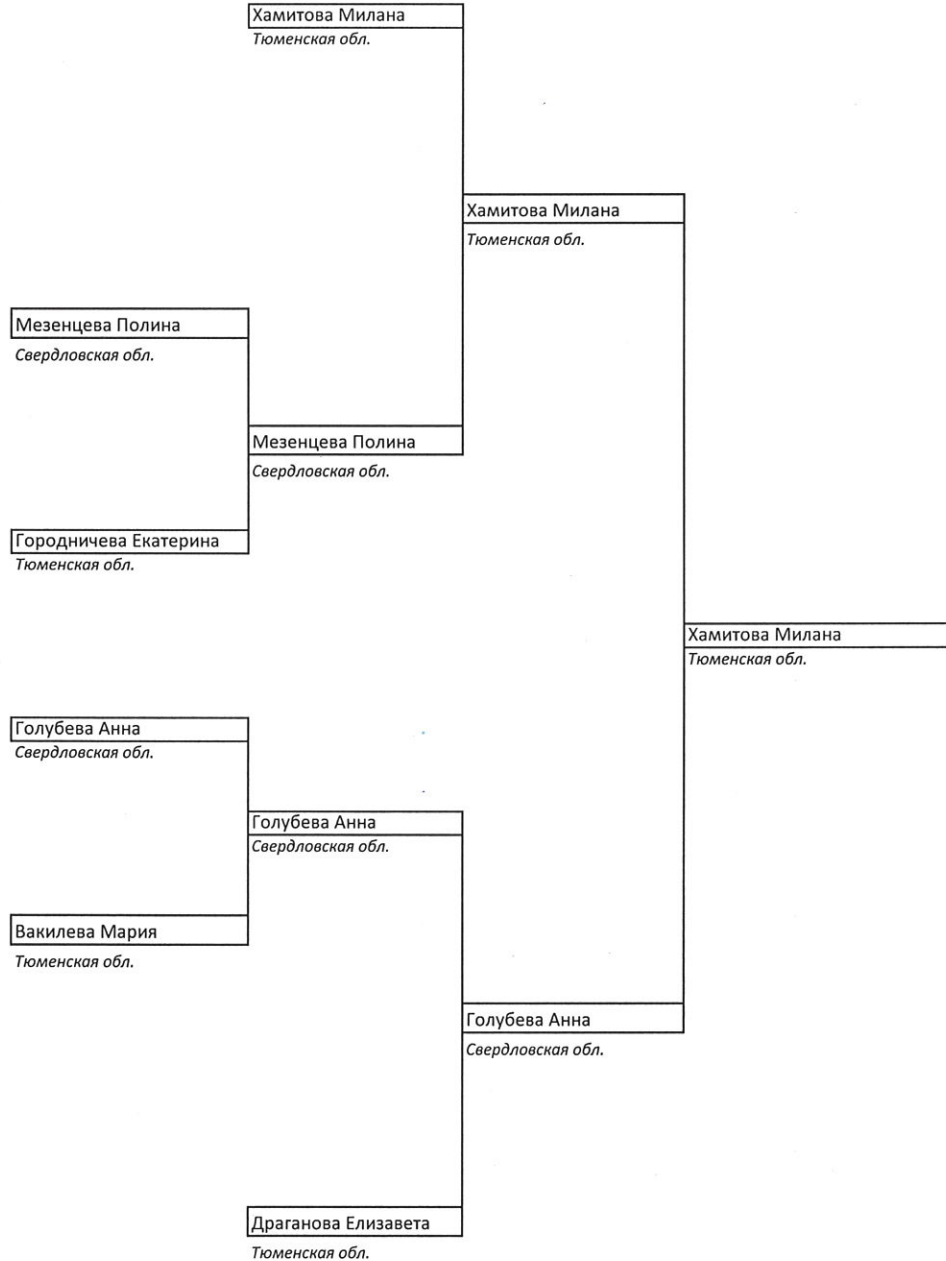 Хамитова Милана
Тюменская обл.
Хамитова Милана
Тюменская обл.
Мезенцева Полина
Свердловская обл.
Мезенцева Полина
Свердловская обл.
Городничева Екатерина
Тюменская обл.
Хамитова Милана
Тюменская обл.
Голубева Анна
Свердловская обл.
Голубева Анна
Свердловская обл.
Вакилева Мария
Тюменская обл.
Голубева Анна
Свердловская обл.
Драганова Елизавета
Тюменская обл.